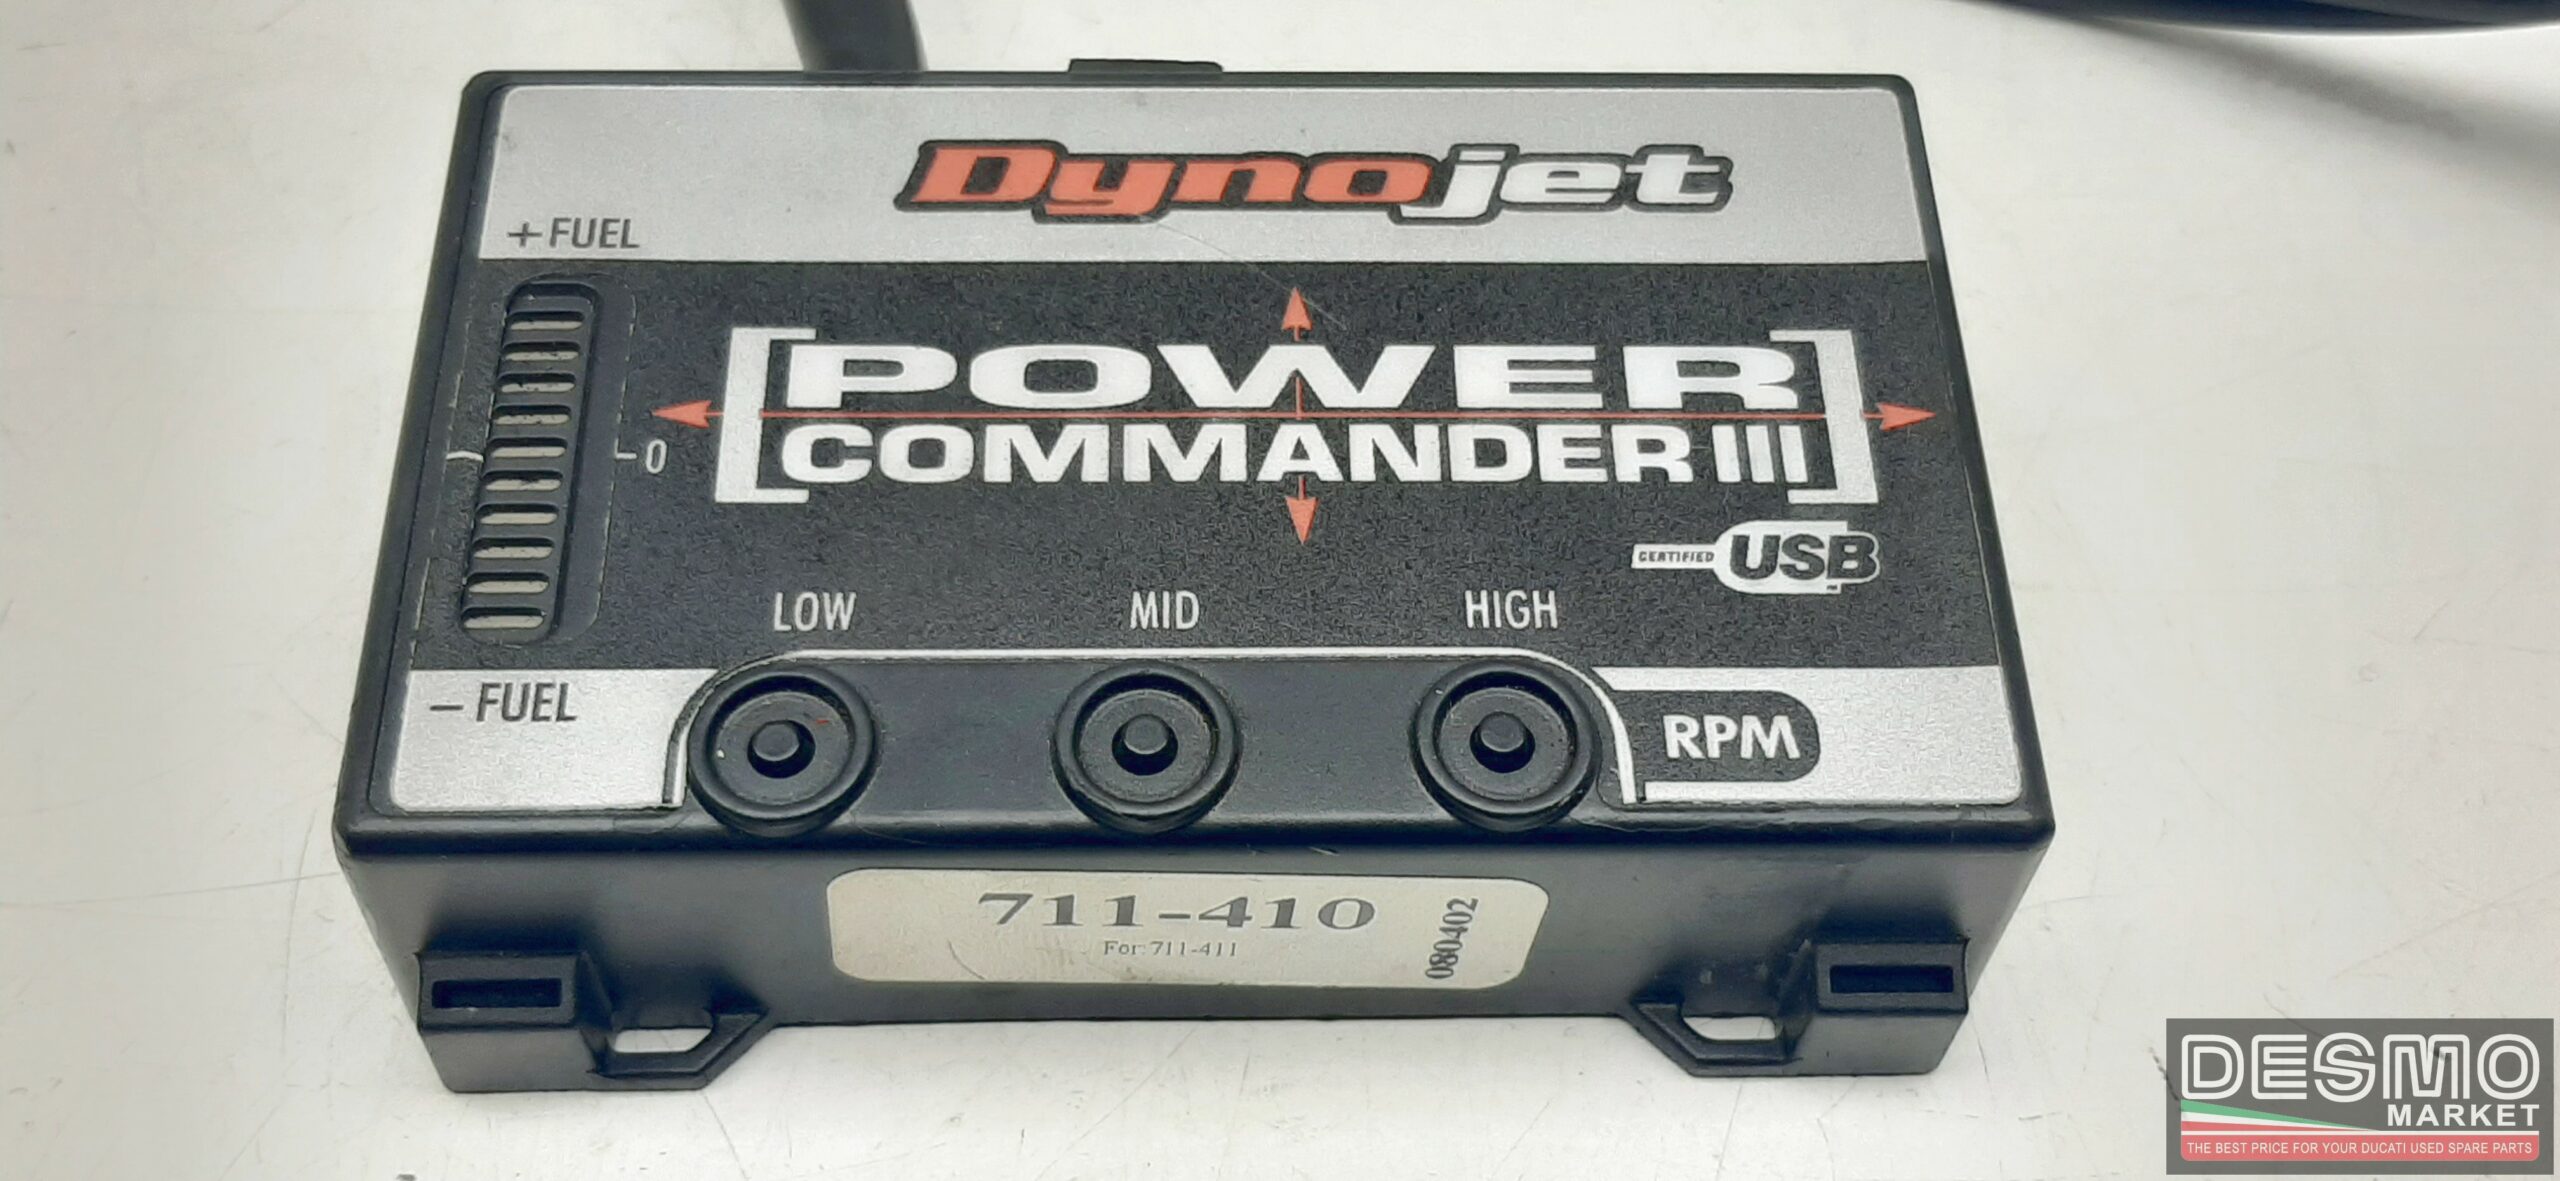 Dynojet
+ FUEL
[POWER
COMMANDER III]
0
CERTIFIED USB
LOW MID HIGH
- FUEL
RPM
711-410
For: 711-411
080402
DESMO
MARKET
THE BEST PRICE FOR YOUR DUCATI USED SPARE PARTS